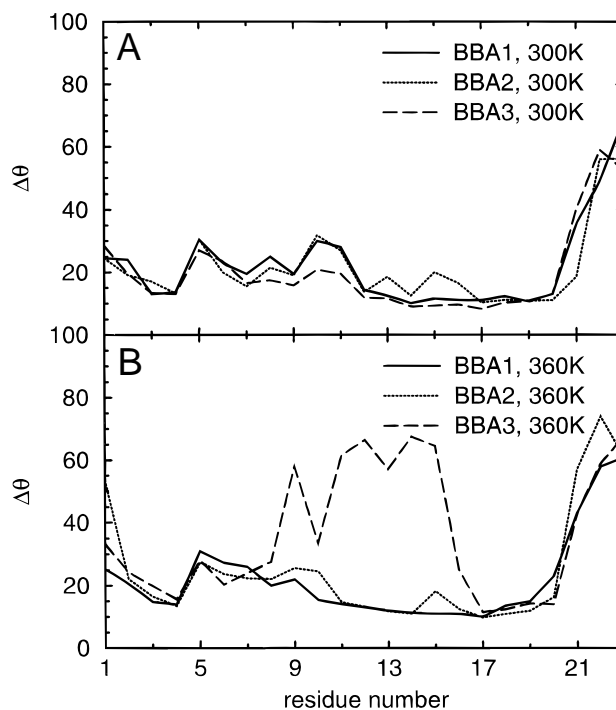 100
A
BBA1, 300K
BBA2, 300K
BBA3, 300K
80
60
Δθ
40
20
100
B
BBA1, 360K
BBA2, 360K
BBA3, 360K
80
60
Δθ
40
20
0
1 5 9 13 17 21
residue number